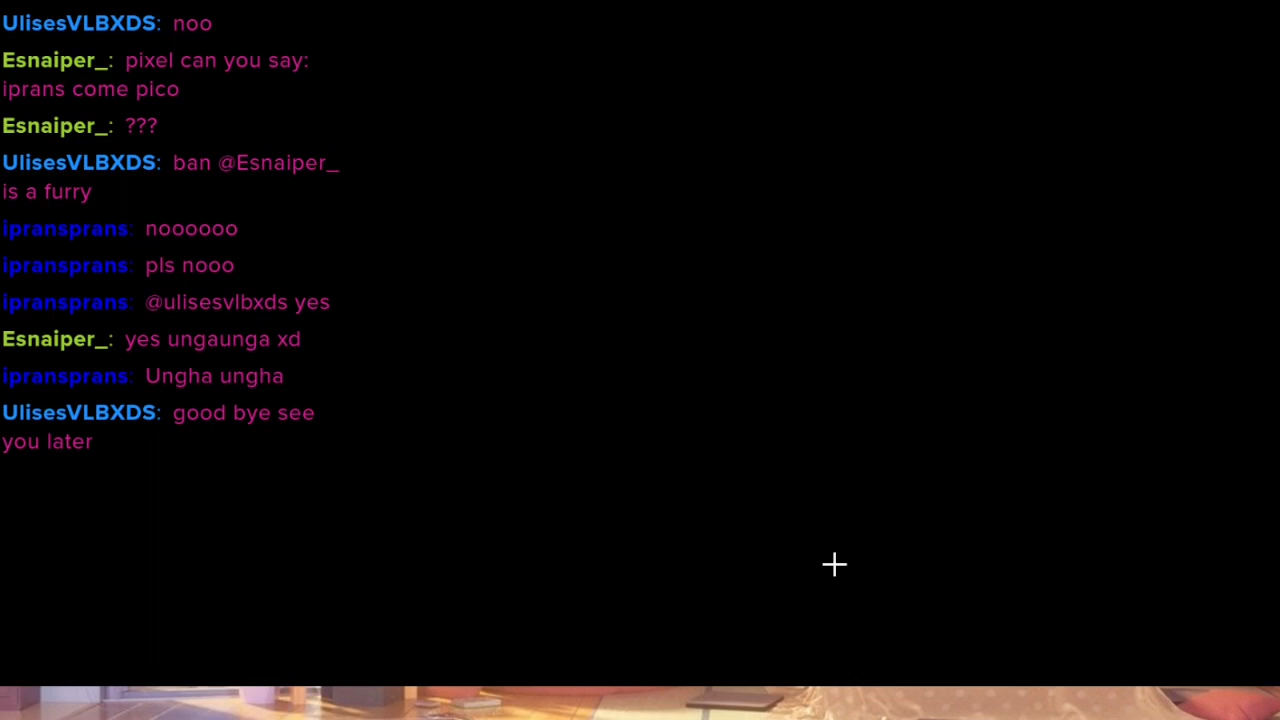 UlisesVLBXDS: noo
Esnaiper_: pixel can you say:
iprans come pico
Esnaiper_: ???
UlisesVLBXDS: ban @Esnaiper_
is a furry
ipransprans: noooooo
ipransprans: pls nooo
ipransprans: @ulisesvlbxds yes
Esnaiper_: yes ungaunga xd
ipransprans: Ungha ungha
UlisesVLBXDS: good bye see
you later